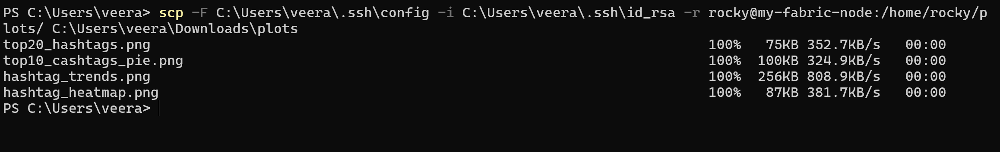 PS C:\Users\veera> scp -F C:\Users\veera\.ssh\config -i C:\Users\veera\.ssh\id_rsa -r rocky@my-fabric-node:/home/rocky/p
lots/ C:\Users\veera\Downloads\plots
top20_hashtags.png 100% 75KB 352.7KB/s 00:00
top10_cashtags_pie.png 100% 100KB 324.9KB/s 00:00
hashtag_trends.png 100% 256KB 808.9KB/s 00:00
hashtag_heatmap.png 100% 87KB 381.7KB/s 00:00
PS C:\Users\veera>